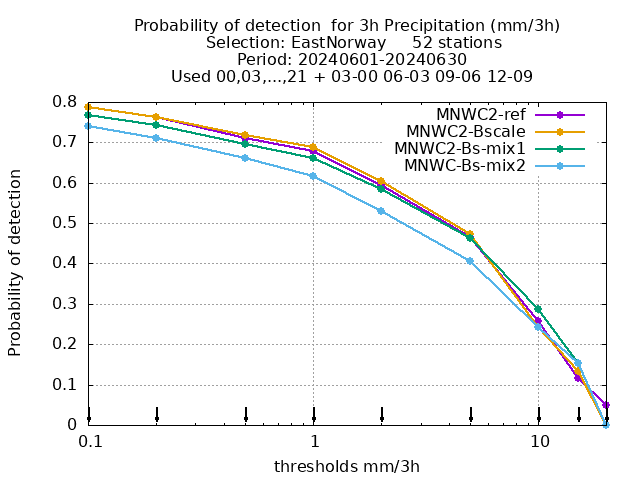 Probability of detection  for 3h Precipitation (mm/3h)
Selection: EastNorway     52 stations
Period: 20240601-20240630
Used 00,03,...,21 + 03-00 06-03 09-06 12-09
MNWC2-ref
MNWC2-Bscale
MNWC2-Bs-mix1
MNWC-Bs-mix2
Probability of detection
0.8
0.7
0.6
0.5
0.4
0.3
0.2
0.1
0
0.1 1 10
thresholds mm/3h